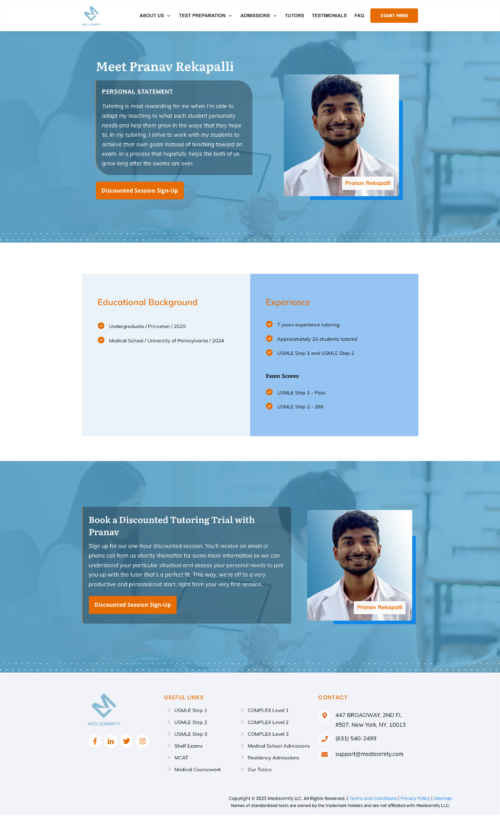 ABOUT US
TEST PREPARATION
ADMISSIONS
TUTORS
TESTIMONIALS
FAQ
START HERE
MEDLEARNITY
Meet Pranav Rekapalli
PERSONAL STATEMENT
Tutoring is most rewarding for me when I'm able to
adapt my teaching to what each student personally
needs and help them grow in the ways that they hope
to. In my tutoring, I strive to work with my students to
achieve their own goals instead of teaching toward an
exam, in a process that hopefully helps the both of us
grow long after the exams are over.
Discounted Session Sign-Up
Pranav Rekapalli
Educational Background
Undergraduate / Princeton / 2020
Medical School / University of Pennsylvania / 2024
Experience
7 years experience tutoring
Approximately 20 students tutored
USMLE Step 1 and USMLE Step 2
Exam Scores
USMLE Step 1 - Pass
USMLE Step 2 - 266
Book a Discounted Tutoring Trial with
Pranav
Sign up for our one-hour discounted session. You'll receive an email or
phone call from us shortly thereafter for some more information so we can
understand your particular situation and assess your personal needs to pair
you up with the tutor that's a perfect fit. This way, we're off to a very
productive and personalized start, right from your very first session.
Discounted Session Sign-Up
Pranav Rekapalli
MEDLEARNITY
USEFUL LINKS
USMLE Step 1
USMLE Step 2
USMLE Step 3
Shelf Exams
MCAT
Medical Coursework
COMPLEX Level 1
COMPLEX Level 2
COMPLEX Level 3
Medical School Admissions
Residency Admissions
Our Tutors
CONTACT
447 BROADWAY, 2ND FL
#507, New York, NY, 10013
(631) 540-2499
support@medlearnity.com
Copyright © 2025 Medlearnity LLC. All Rights Reserved. | Terms and Conditions | Privacy Policy | Sitemap
Names of standardized tests are owned by the trademark holders and are not affiliated with Medlearnity LLC.